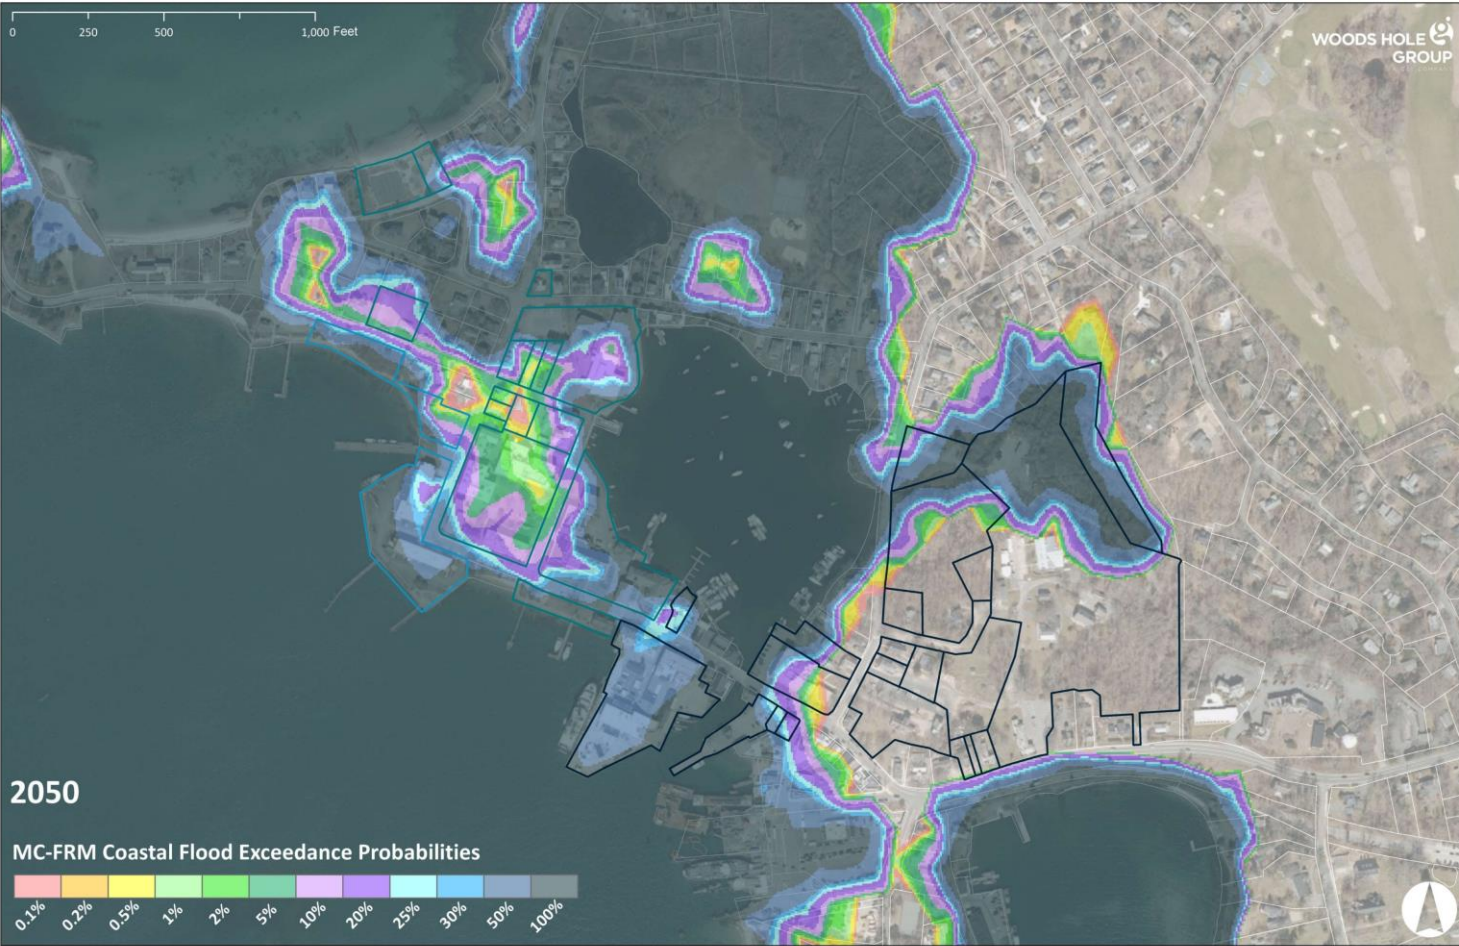 0 250 500 1,000 Feet
WOODS HOLE
GROUP
2050
MC-FRM Coastal Flood Exceedance Probabilities
0.1% 0.2% 0.5% 1% 2% 5% 10% 20% 25% 30% 50% 100%